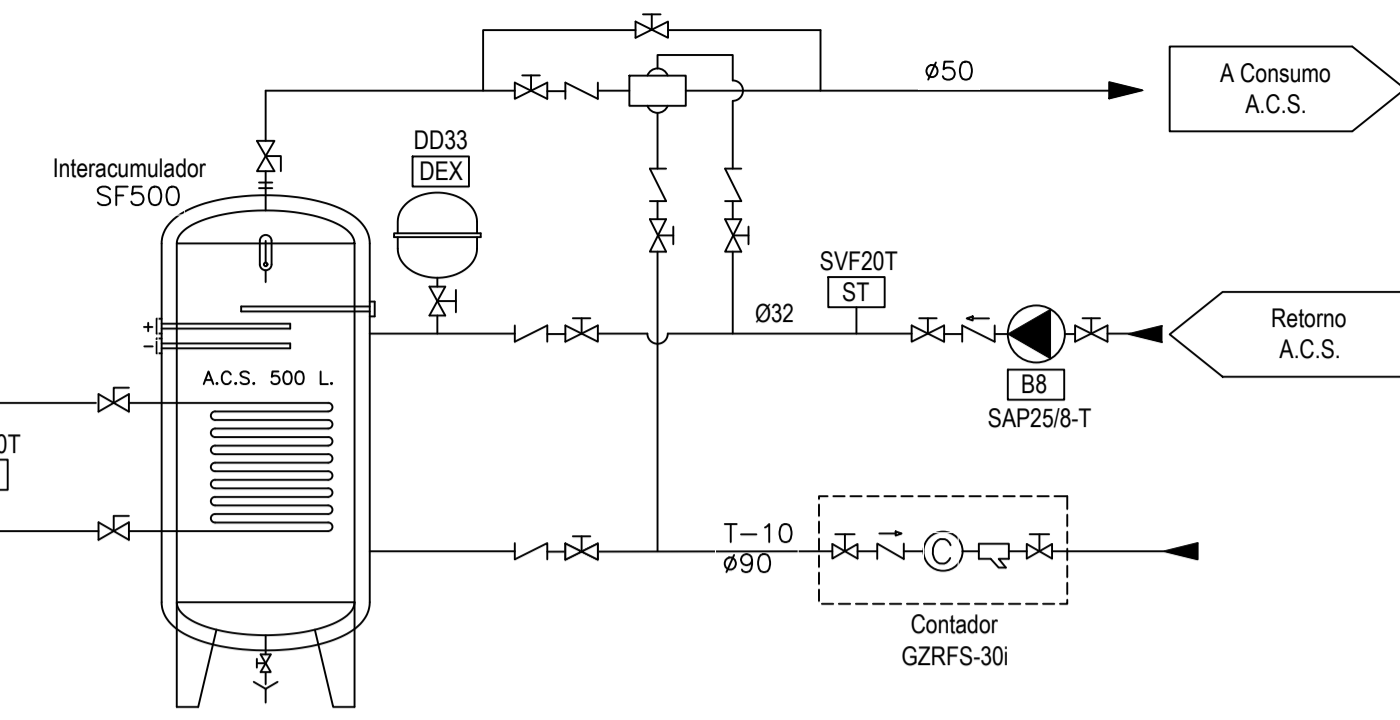 ø50
A Consumo
A.C.S.
DD33
DEX
Interacumulador
SF500
SVF20T
ST
Ø32
Retorno
A.C.S.
+
−
A.C.S. 500 L.
B8
SAP25/8-T
0T
T-10
ø90
C
Contador
GZRFS-30i